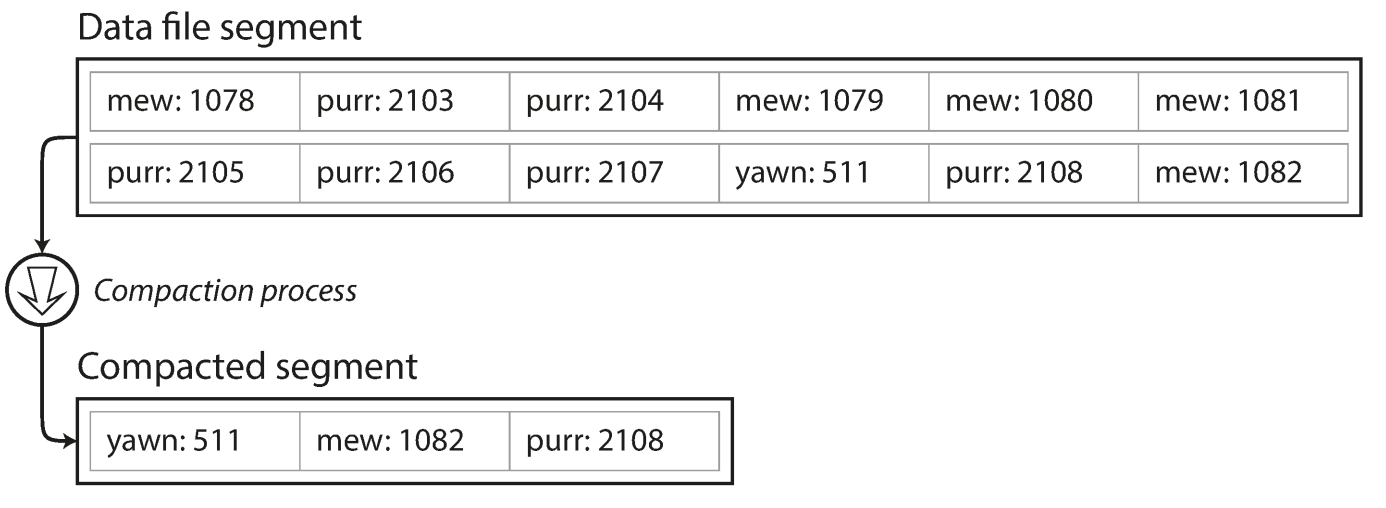 Data file segment
mew: 1078 purr: 2103 purr: 2104 mew: 1079 mew: 1080 mew: 1081
purr: 2105 purr: 2106 purr: 2107 yawn: 511 purr: 2108 mew: 1082
Compaction process
Compacted segment
yawn: 511 mew: 1082 purr: 2108